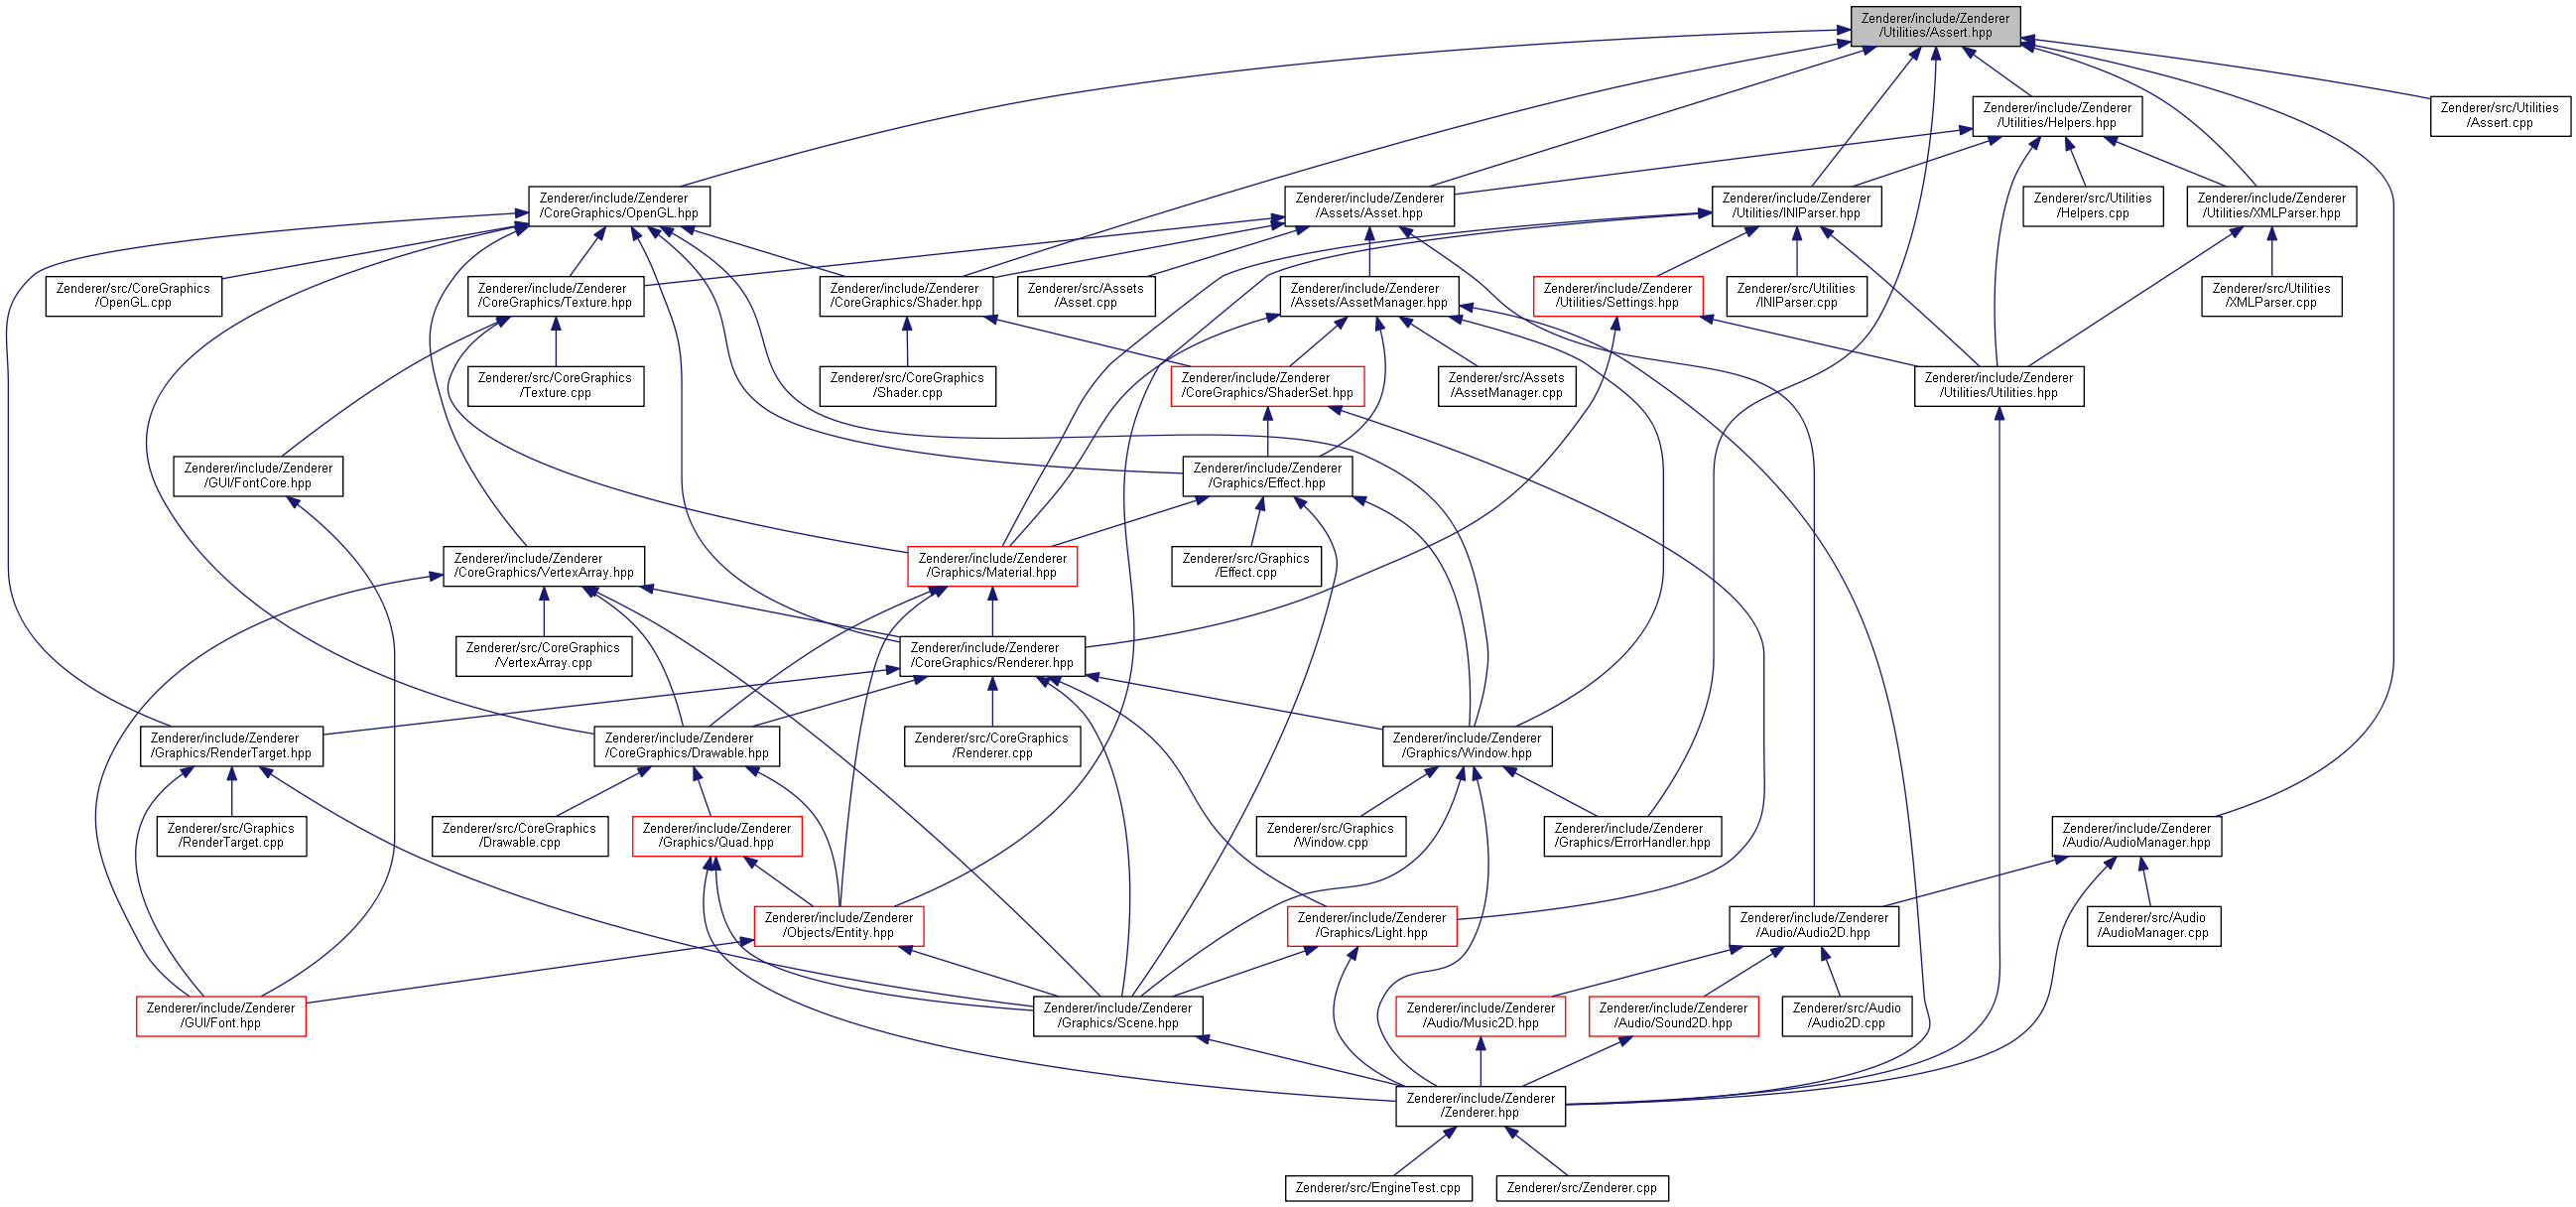 Zenderer/include/Zenderer
/Utilities/Assert.hpp
Zenderer/include/Zenderer
/Utilities/Helpers.hpp
Zenderer/src/Utilities
/Assert.cpp
Zenderer/include/Zenderer
/CoreGraphics/OpenGL.hpp
Zenderer/include/Zenderer
/Assets/Asset.hpp
Zenderer/include/Zenderer
/Utilities/INIParser.hpp
Zenderer/src/Utilities
/Helpers.cpp
Zenderer/include/Zenderer
/Utilities/XMLParser.hpp
Zenderer/src/CoreGraphics
/OpenGL.cpp
Zenderer/include/Zenderer
/CoreGraphics/Texture.hpp
Zenderer/include/Zenderer
/CoreGraphics/Shader.hpp
Zenderer/src/Assets
/Asset.cpp
Zenderer/include/Zenderer
/Assets/AssetManager.hpp
Zenderer/include/Zenderer
/Utilities/Settings.hpp
Zenderer/src/Utilities
/INIParser.cpp
Zenderer/src/Utilities
/XMLParser.cpp
Zenderer/src/CoreGraphics
/Texture.cpp
Zenderer/src/CoreGraphics
/Shader.cpp
Zenderer/include/Zenderer
/CoreGraphics/ShaderSet.hpp
Zenderer/src/Assets
/AssetManager.cpp
Zenderer/include/Zenderer
/Utilities/Utilities.hpp
Zenderer/include/Zenderer
/GUI/FontCore.hpp
Zenderer/include/Zenderer
/Graphics/Effect.hpp
Zenderer/include/Zenderer
/CoreGraphics/VertexArray.hpp
Zenderer/include/Zenderer
/Graphics/Material.hpp
Zenderer/src/Graphics
/Effect.cpp
Zenderer/src/CoreGraphics
/VertexArray.cpp
Zenderer/include/Zenderer
/CoreGraphics/Renderer.hpp
Zenderer/include/Zenderer
/Graphics/RenderTarget.hpp
Zenderer/include/Zenderer
/CoreGraphics/Drawable.hpp
Zenderer/src/CoreGraphics
/Renderer.cpp
Zenderer/include/Zenderer
/Graphics/Window.hpp
Zenderer/src/Graphics
/RenderTarget.cpp
Zenderer/src/CoreGraphics
/Drawable.cpp
Zenderer/include/Zenderer
/Graphics/Quad.hpp
Zenderer/src/Graphics
/Window.cpp
Zenderer/include/Zenderer
/Graphics/ErrorHandler.hpp
Zenderer/include/Zenderer
/Audio/AudioManager.hpp
Zenderer/include/Zenderer
/Objects/Entity.hpp
Zenderer/include/Zenderer
/Graphics/Light.hpp
Zenderer/include/Zenderer
/Audio/Audio2D.hpp
Zenderer/src/Audio
/AudioManager.cpp
Zenderer/include/Zenderer
/GUI/Font.hpp
Zenderer/include/Zenderer
/Graphics/Scene.hpp
Zenderer/include/Zenderer
/Audio/Music2D.hpp
Zenderer/include/Zenderer
/Audio/Sound2D.hpp
Zenderer/src/Audio
/Audio2D.cpp
Zenderer/include/Zenderer
/Zenderer.hpp
Zenderer/src/EngineTest.cpp
Zenderer/src/Zenderer.cpp